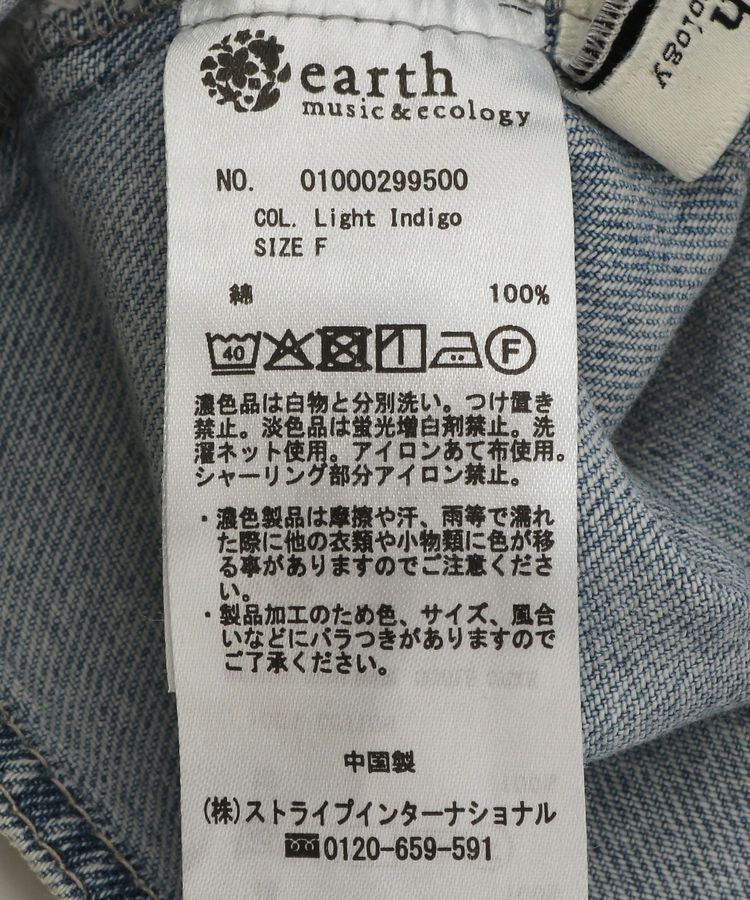 earth
music & ecology
NO. 01000299500
COL. Light Indigo
SIZE F
綿 100%
40 F
濃色品は白物と分別洗い。つけ置き
禁止。淡色品は蛍光増白剤禁止。洗
濯ネット使用。アイロンあて布使用。
シャーリング部分アイロン禁止。
・濃色製品は摩擦や汗、雨等で濡れ
た際に他の衣類や小物類に色が移
る事がありますのでご注意くださ
い。
・製品加工のため色、サイズ、風合
いなどにバラつきがありますので
ご了承ください。
中国製
(株)ストライプインターナショナル
0120-659-591